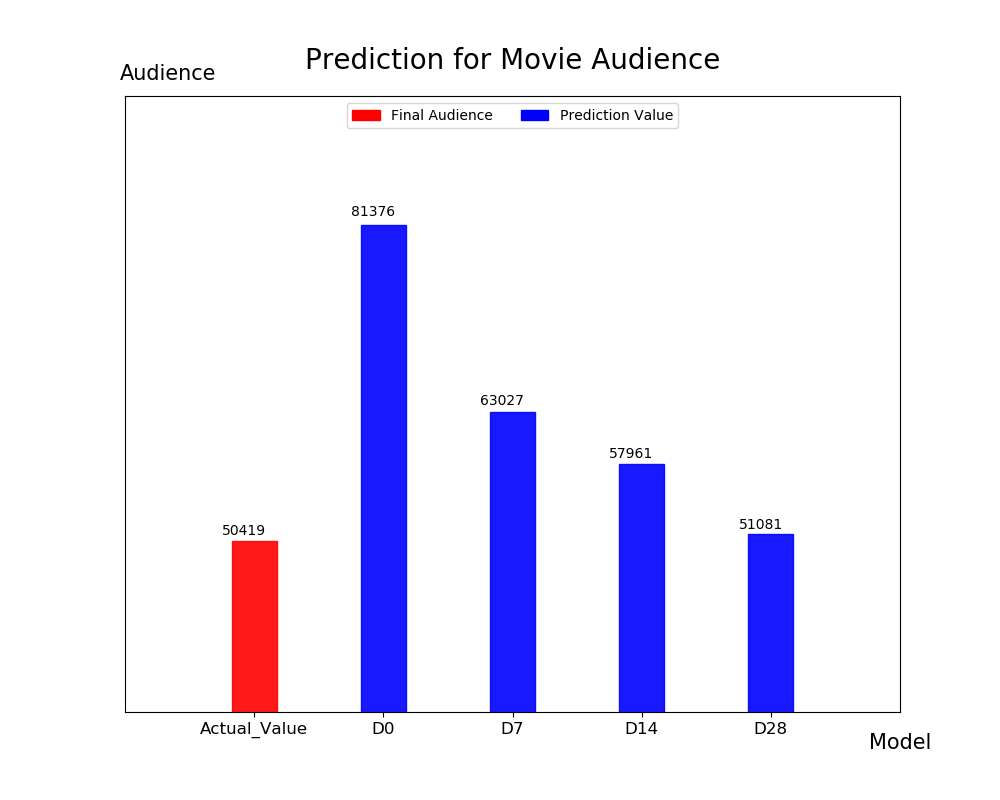 Prediction for Movie Audience
Audience
Final Audience
Prediction Value
81376
63027
57961
51081
50419
Actual_Value
D0
D7
D14
D28
Model